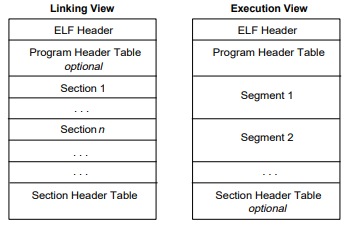 Linking View
ELF Header
Program Header Table
optional
Section 1
. . .
Section n
. . .
. . .
Section Header Table
Execution View
ELF Header
Program Header Table
Segment 1
Segment 2
. . .
Section Header Table
optional